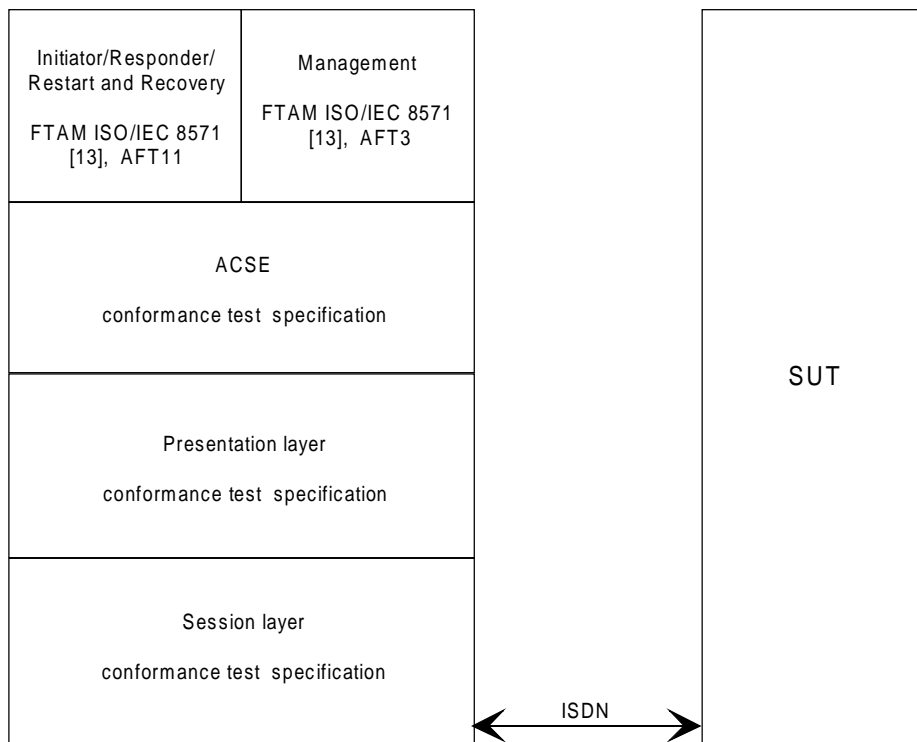 Initiator/Responder/
Restart and Recovery
FTAM ISO/IEC 8571
[13], AFT11
Management
FTAM ISO/IEC 8571
[13], AFT3
ACSE
conformance test specification
Presentation layer
conformance test specification
Session layer
conformance test specification
SUT
ISDN